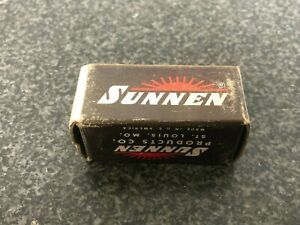 SUNNEN
®
MADE IN U.S. AMERICA
SUNNEN
PRODUCTS CO.
ST. LOUIS, MO.